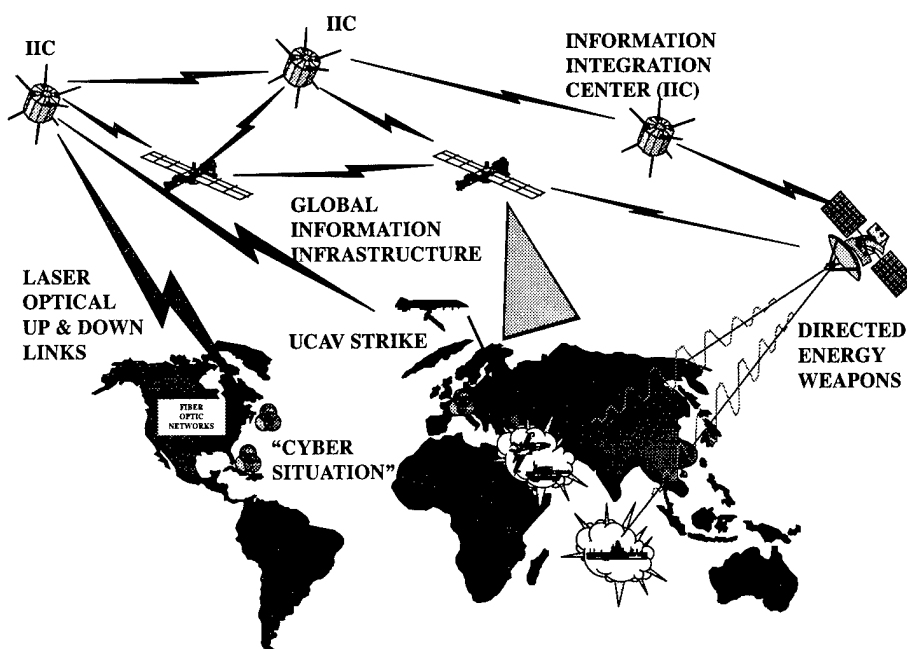 IIC
IIC
INFORMATION
INTEGRATION
CENTER (IIC)
GLOBAL
INFORMATION
INFRASTRUCTURE
LASER
OPTICAL
UP & DOWN
LINKS
UCAV STRIKE
DIRECTED
ENERGY
WEAPONS
FIBER
OPTIC
NETWORKS
“CYBER
SITUATION”